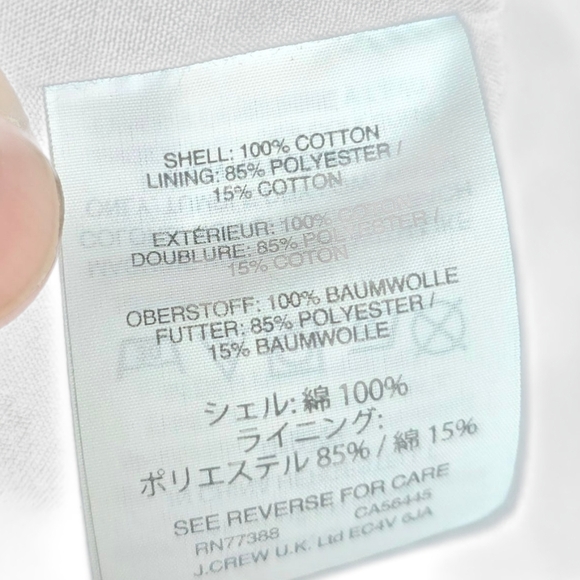 SHELL: 100% COTTON
LINING: 85% POLYESTER /
15% COTTON
EXTÉRIEUR: 100% COTON
DOUBLURE: 85% POLYESTER /
15% COTON
OBERSTOFF: 100% BAUMWOLLE
FUTTER: 85% POLYESTER /
15% BAUMWOLLE
シェル: 綿 100%
ライニング:
ポリエステル 85% / 綿 15%
SEE REVERSE FOR CARE
RN77388 CA56445
J.CREW U.K. Ltd EC4V 6JA